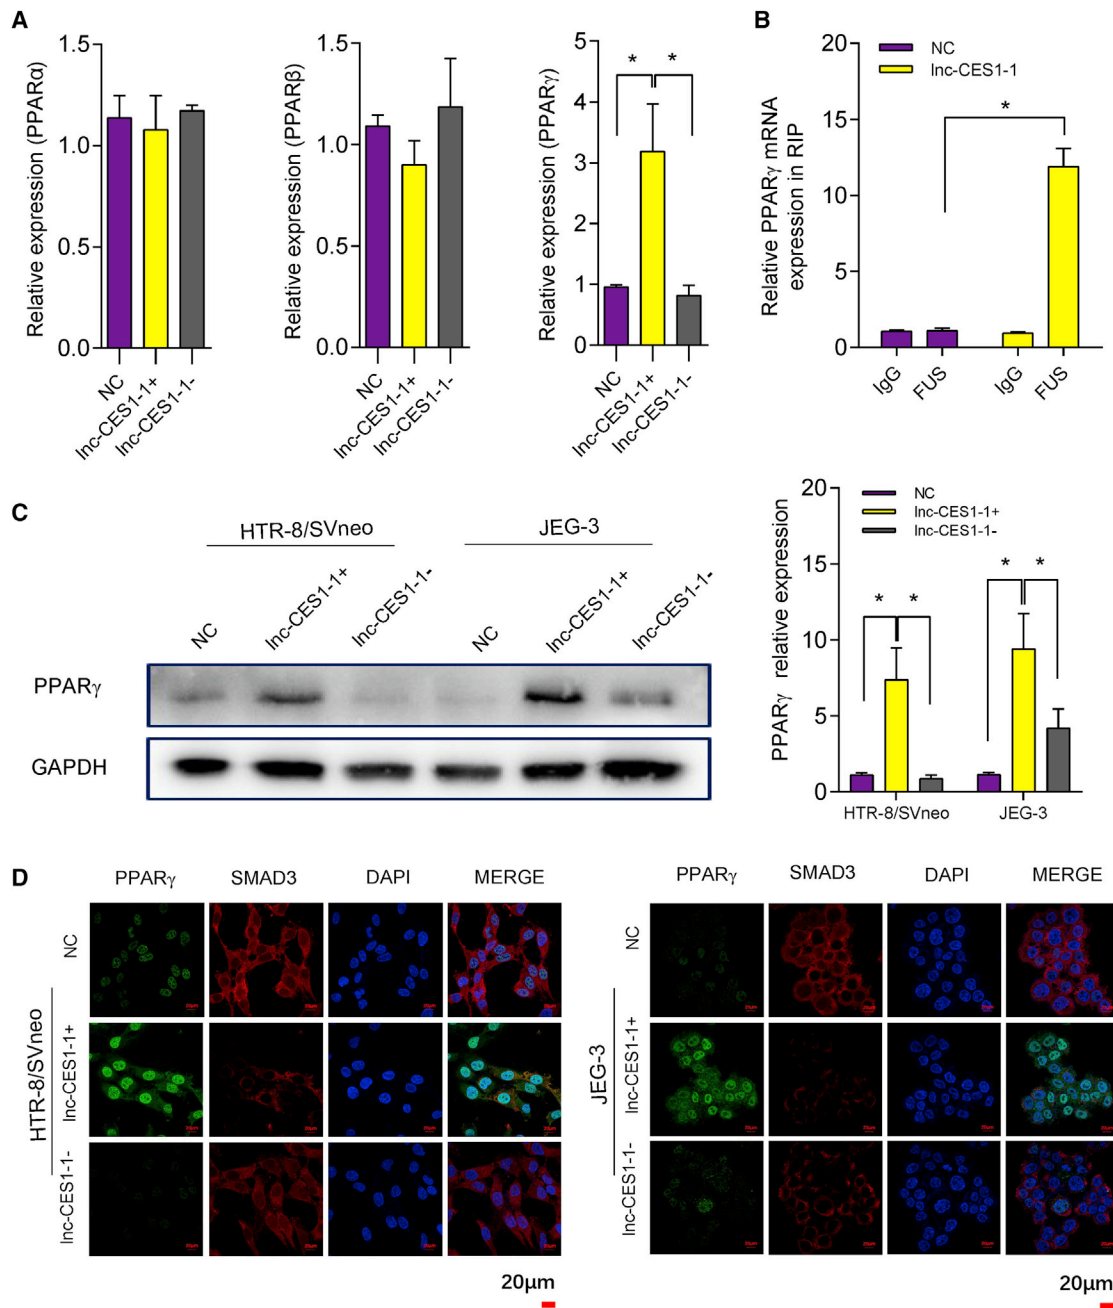 A
Relative expression (PPARα)
1.5
1.0
0.5
0.0
NC
lnc-CES1-1+
lnc-CES1-1-
Relative expression (PPARβ)
1.5
1.0
0.5
0.0
NC
lnc-CES1-1+
lnc-CES1-1-
Relative expression (PPARγ)
5
4
3
2
1
0
* *
NC
lnc-CES1-1+
lnc-CES1-1-
B
Relative PPARγ mRNA
expression in RIP
20
15
10
5
0
NC
lnc-CES1-1
*
IgG
FUS
IgG
FUS
C
HTR-8/SVneo
JEG-3
NC
lnc-CES1-1+
lnc-CES1-1-
NC
lnc-CES1-1+
lnc-CES1-1-
PPARγ
GAPDH
PPARγ relative expression
20
15
10
5
0
NC
lnc-CES1-1+
lnc-CES1-1-
* *
* *
HTR-8/SVneo
JEG-3
D
PPARγ SMAD3 DAPI MERGE
HTR-8/SVneo
NC
lnc-CES1-1+
lnc-CES1-1-
20μm
PPARγ SMAD3 DAPI MERGE
JEG-3
NC
lnc-CES1-1+
lnc-CES1-1-
20μm